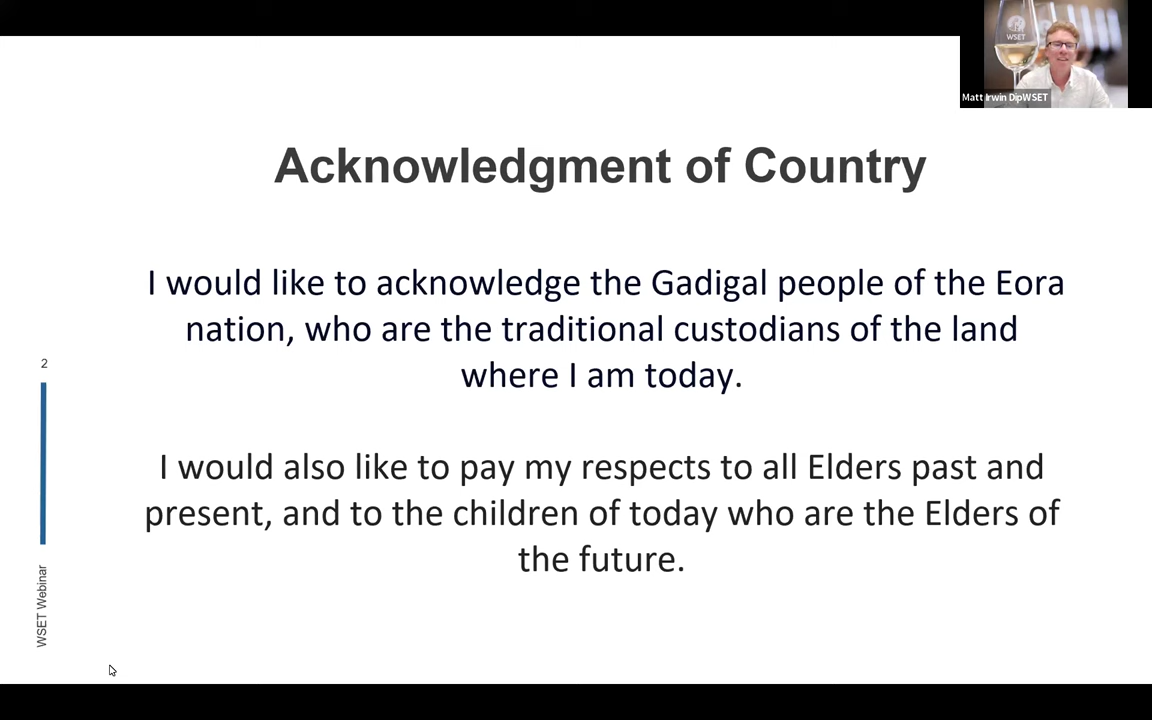 WSET
Matt Irwin DipWSET
Acknowledgment of Country
I would like to acknowledge the Gadigal people of the Eora
nation, who are the traditional custodians of the land
where I am today.
I would also like to pay my respects to all Elders past and
present, and to the children of today who are the Elders of
the future.
2
WSET Webinar